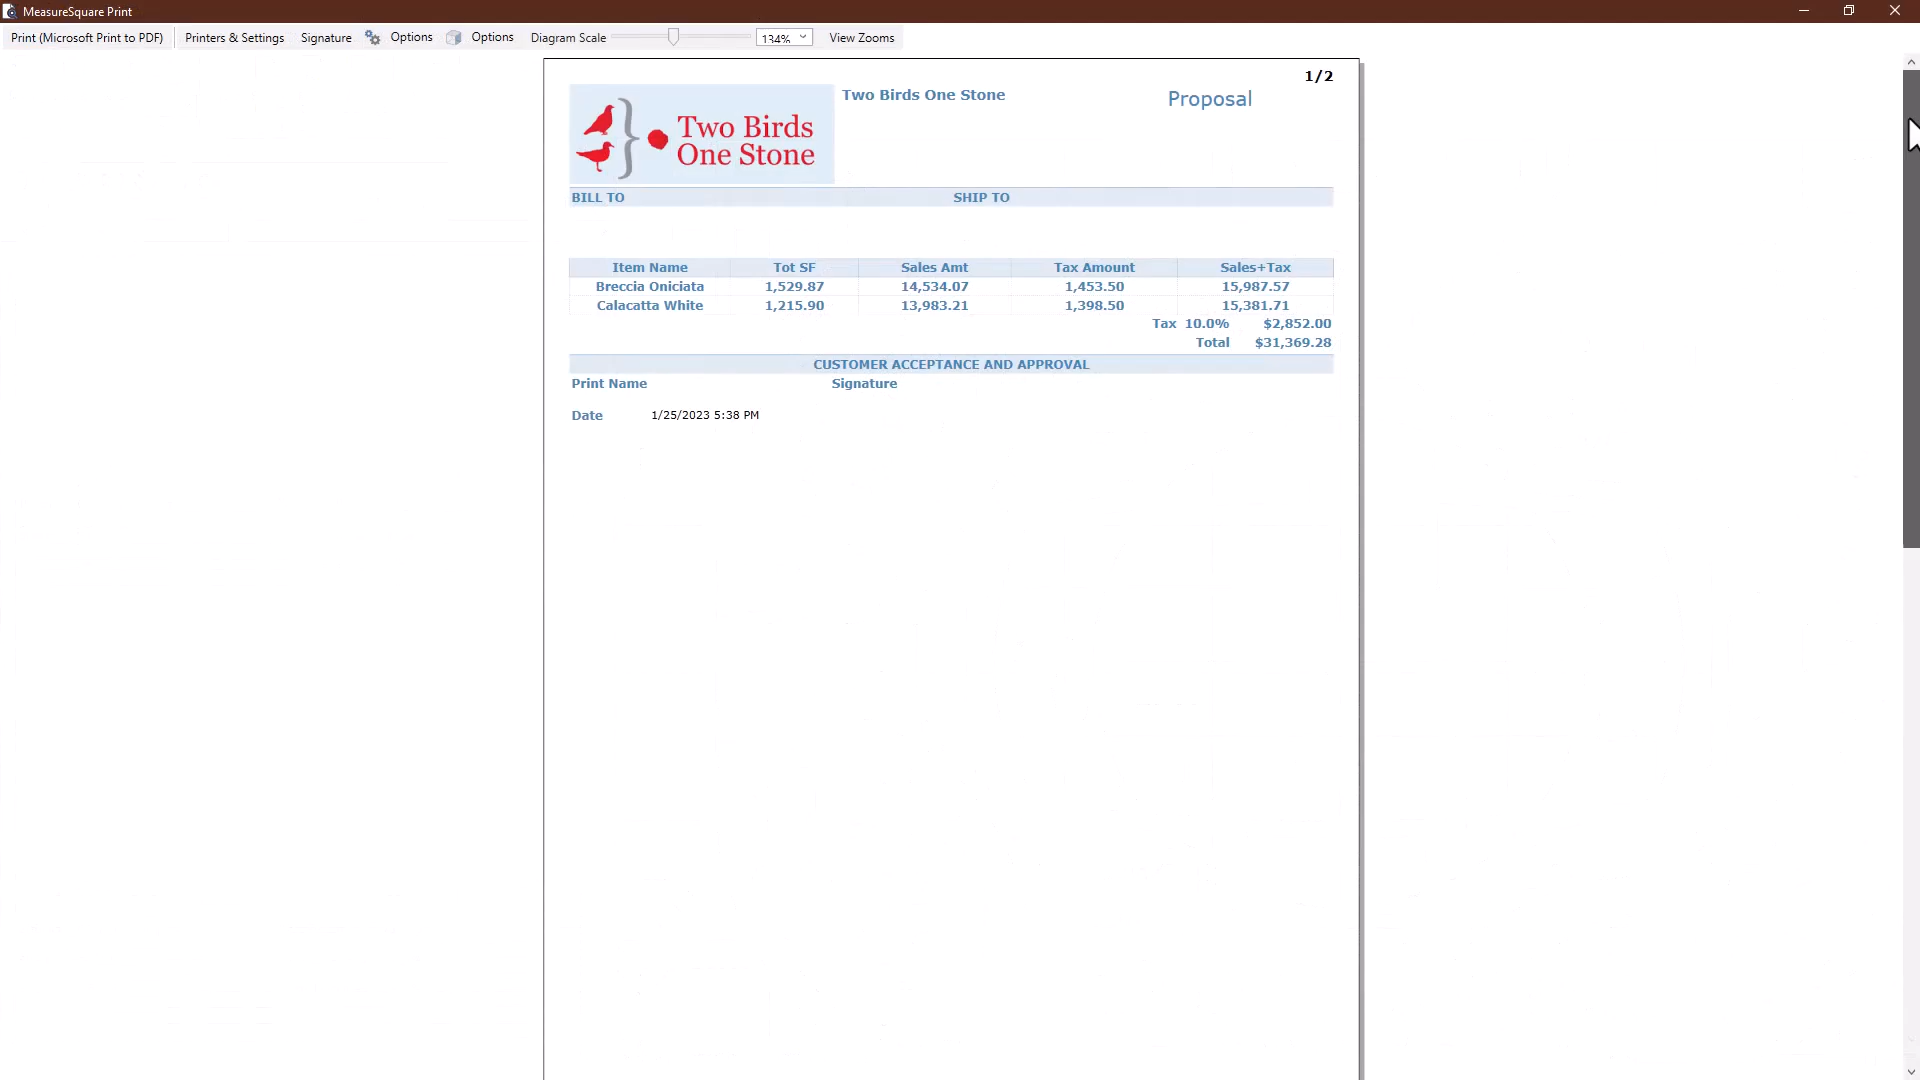 MeasureSquare Print
Print (Microsoft Print to PDF) Printers & Settings Signature Options Options Diagram Scale 134% View Zooms
1/2
Two Birds One Stone Proposal
Two Birds
One Stone
BILL TO SHIP TO
Item Name Tot SF Sales Amt Tax Amount Sales+Tax
Breccia Oniciata 1,529.87 14,534.07 1,453.50 15,987.57
Calacatta White 1,215.90 13,983.21 1,398.50 15,381.71
Tax 10.0% $2,852.00
Total $31,369.28
CUSTOMER ACCEPTANCE AND APPROVAL
Print Name Signature
Date 1/25/2023 5:38 PM